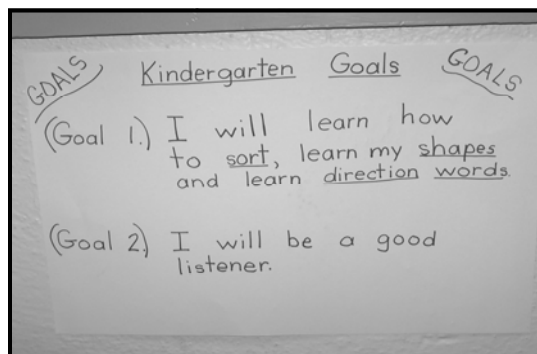 GOALS Kindergarten Goals GOALS
(Goal 1.) I will learn how
to sort, learn my shapes
and learn direction words.
(Goal 2.) I will be a good
listener.